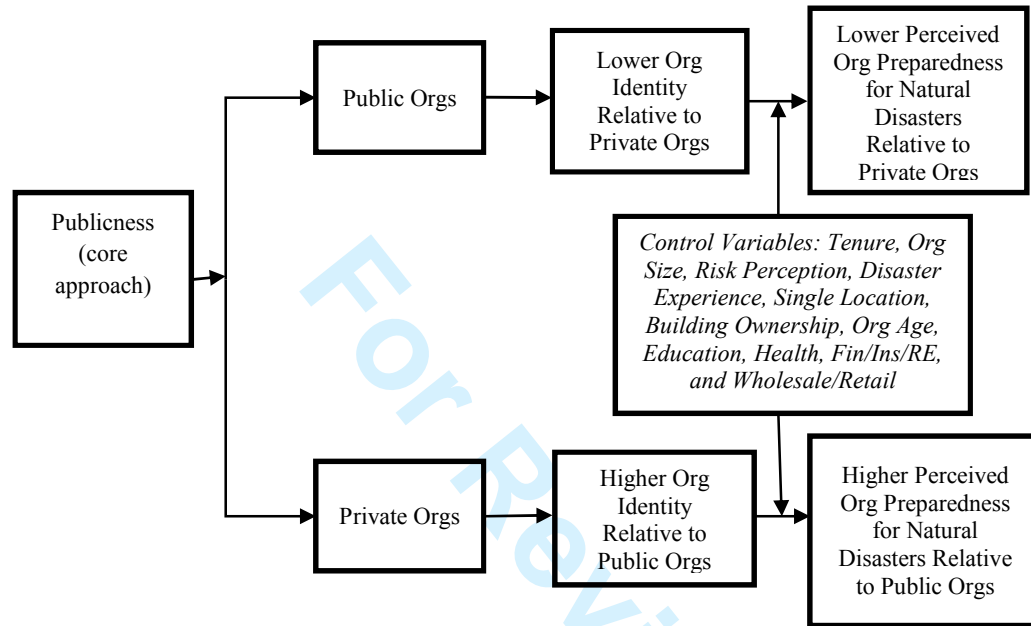 Publicness
(core
approach)
Public Orgs
Lower Org
Identity
Relative to
Private Orgs
Lower Perceived
Org Preparedness
for Natural
Disasters
Relative to
Private Orgs
Control Variables: Tenure, Org
Size, Risk Perception, Disaster
Experience, Single Location,
Building Ownership, Org Age,
Education, Health, Fin/Ins/RE,
and Wholesale/Retail
Private Orgs
Higher Org
Identity
Relative to
Public Orgs
Higher Perceived
Org Preparedness
for Natural
Disasters Relative
to Public Orgs
For Revi